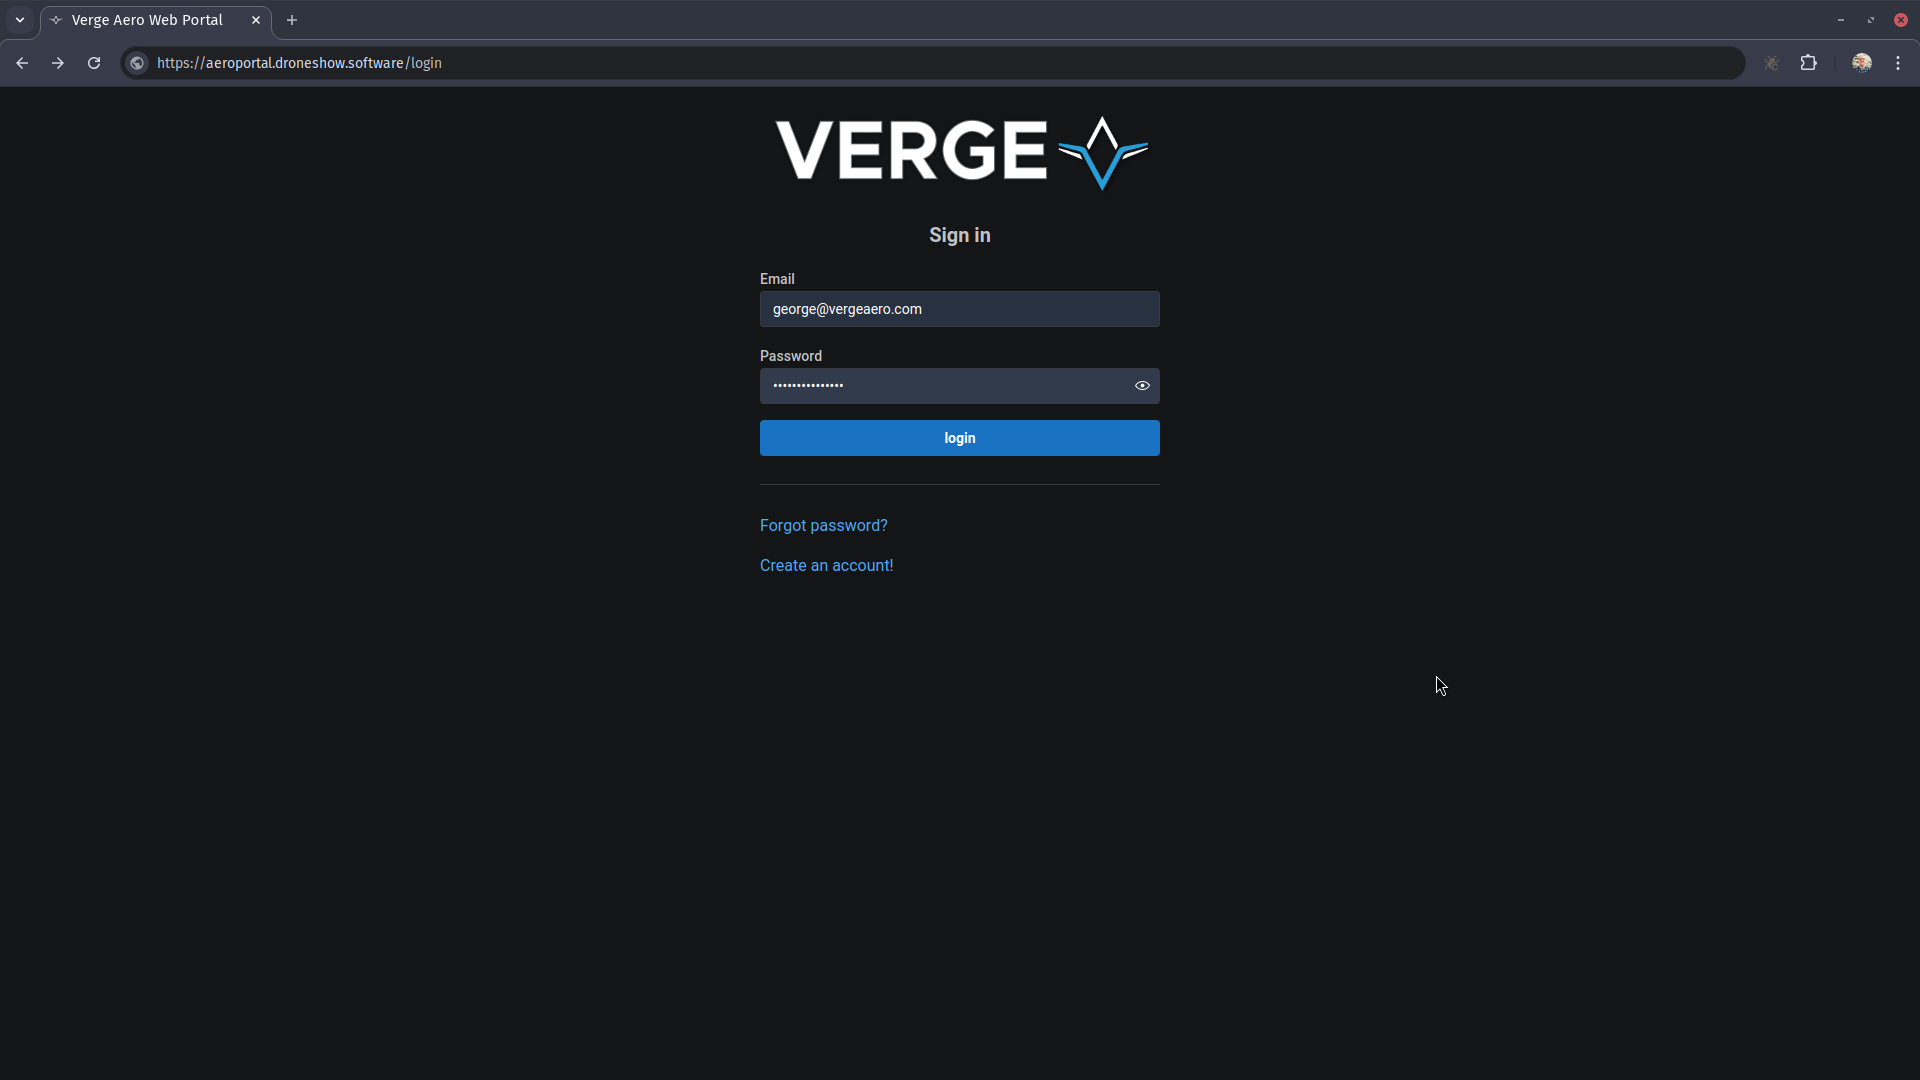 Verge Aero Web Portal
https://aeroportal.droneshow.software/login
VERGE
Sign in
Email
george@vergeaero.com
Password
•••••••••••••••
login
Forgot password?
Create an account!